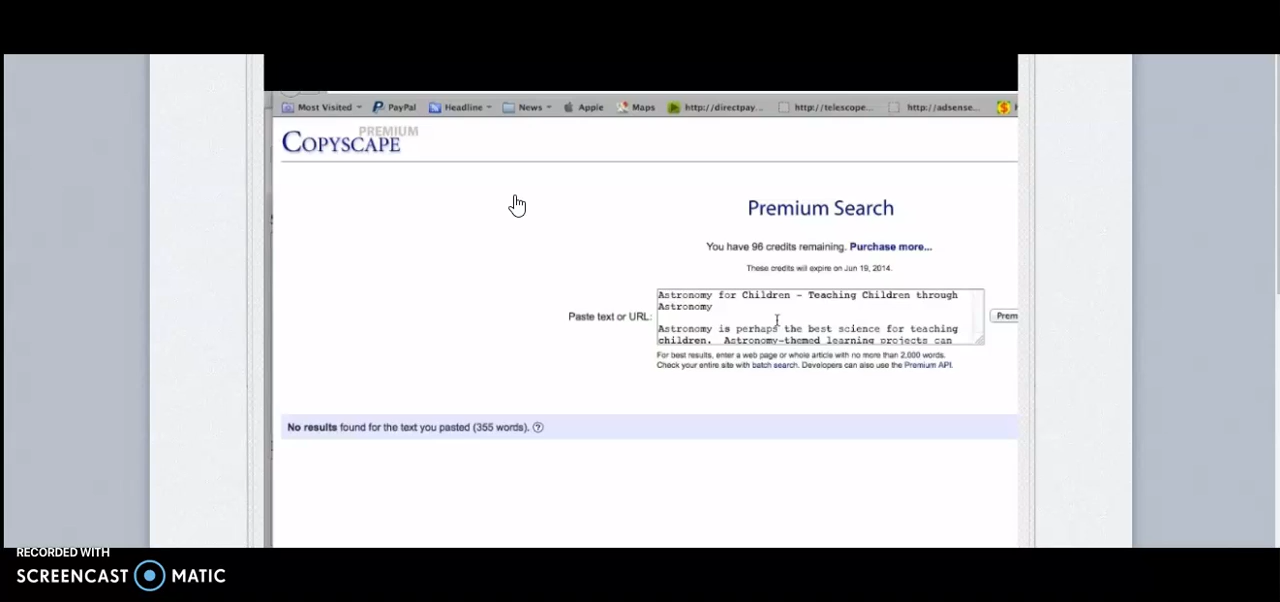 Most Visited PayPal Headline News Apple Maps http://directpay... http://telescope... http://adsense...
COPYSCAPE PREMIUM
Premium Search
You have 96 credits remaining. Purchase more...
These credits will expire on Jun 19, 2014.
Astronomy for Children - Teaching Children through
Astronomy
Paste text or URL:
Prem
Astronomy is perhaps the best science for teaching
children. Astronomy-themed learning projects can
For best results, enter a web page or whole article with no more than 2,000 words.
Check your entire site with batch search. Developers can also use the Premium API.
No results found for the text you pasted (355 words). ?
RECORDED WITH
SCREENCAST MATIC